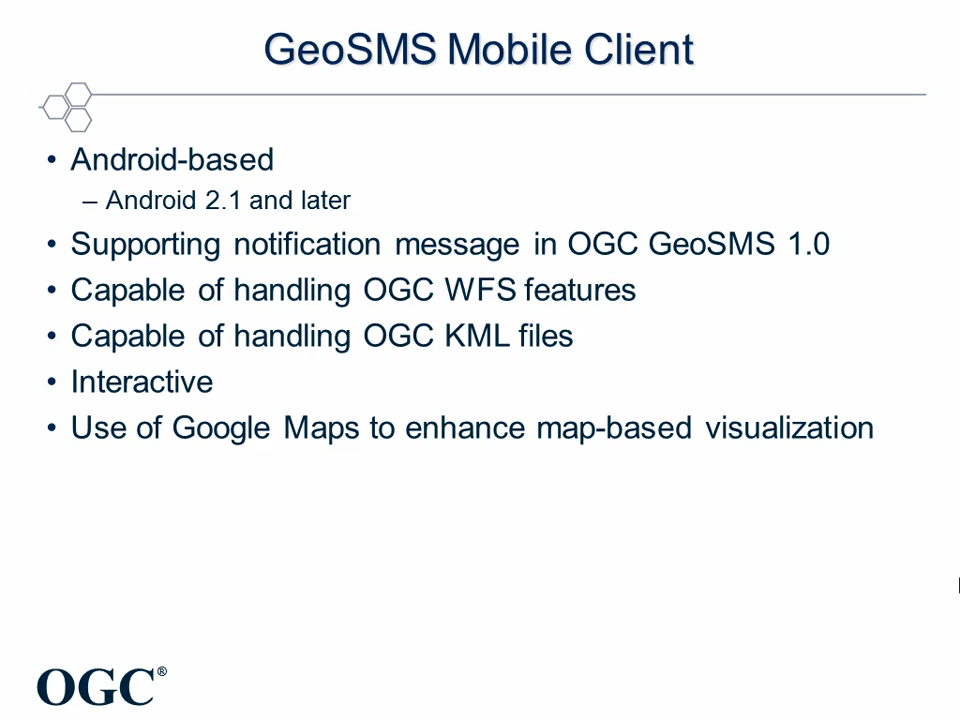 GeoSMS Mobile Client
• Android-based
– Android 2.1 and later
• Supporting notification message in OGC GeoSMS 1.0
• Capable of handling OGC WFS features
• Capable of handling OGC KML files
• Interactive
• Use of Google Maps to enhance map-based visualization
OGC®